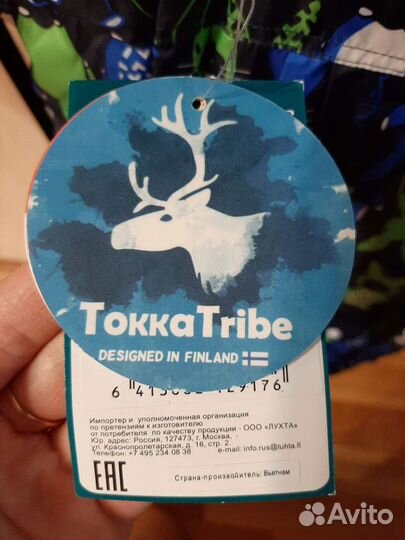 TokkaTribe
DESIGNED IN FINLAND
Импортер и уполномоченная организация
по претензиям к изготовителю
от потребителя по качеству продукции - ООО «ЛУХТА»
Юр. адрес: Россия, 127473, г. Москва,
ул. Краснопролетарская, д. 16, стр. 2.
Телефон: +7 495 234 08 38 e-mail: info.rus@luhta.fi
EAC
Страна-производитель: Вьетнам
Avito